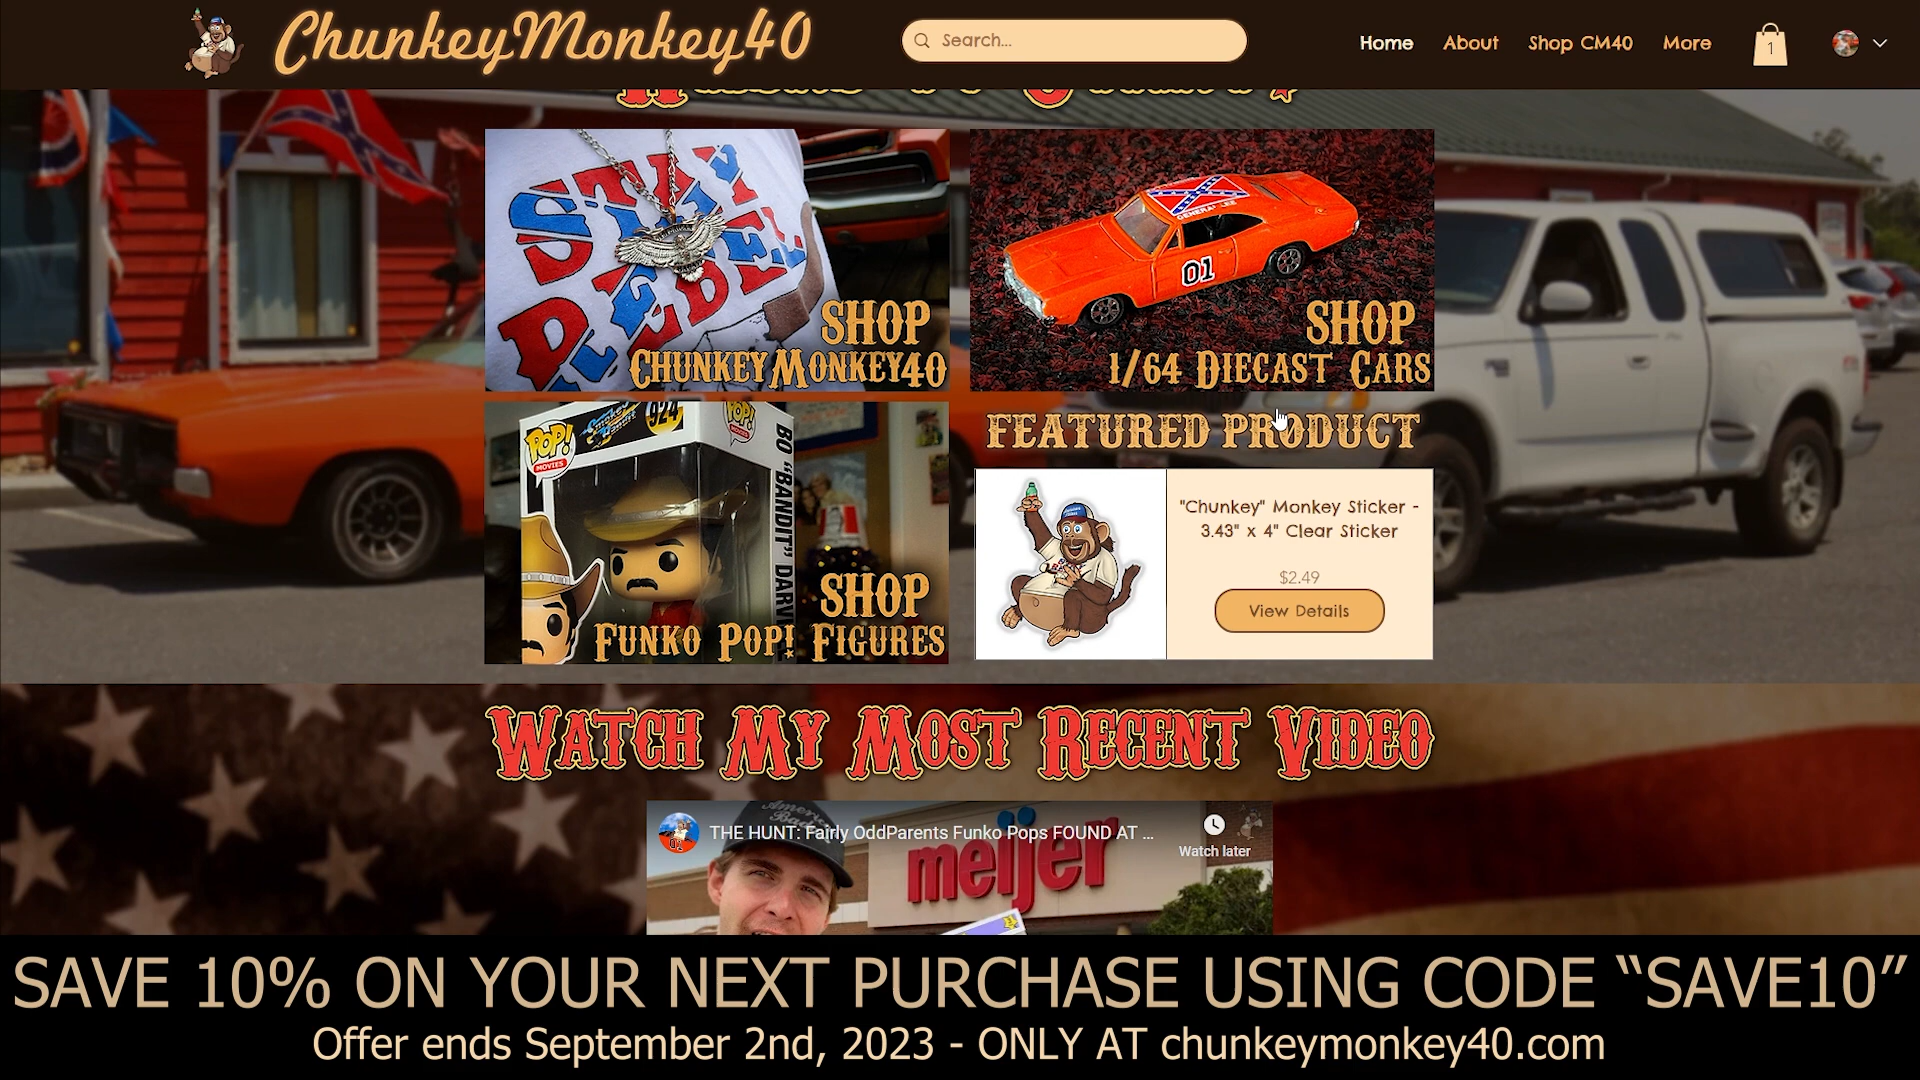 ChunkeyMonkey40
Search...
Home
About
Shop CM40
More
1
STAY
REBEL
SHOP
CHUNKEYMONKEY40
GENERAL LEE
01
SHOP
1/64 DIECAST CARS
POP!
MOVIES
924
POP!
BO "BANDIT" DARVILLE
SHOP
FUNKO POP! FIGURES
FEATURED PRODUCT
"Chunkey" Monkey Sticker -
3.43" x 4" Clear Sticker
$2.49
View Details
WATCH MY MOST RECENT VIDEO
THE HUNT: Fairly OddParents Funko Pops FOUND AT ...
Watch later
meijer
SAVE 10% ON YOUR NEXT PURCHASE USING CODE “SAVE10”
Offer ends September 2nd, 2023 - ONLY AT chunkeymonkey40.com